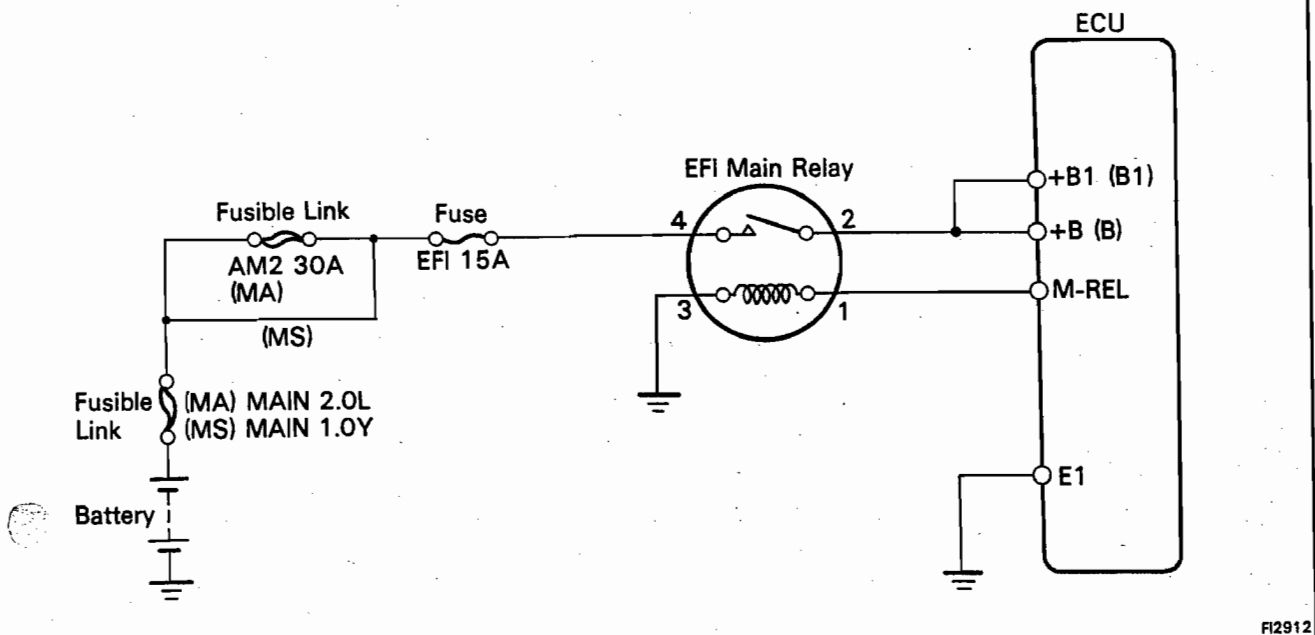 ECU
EFI Main Relay
+B1 (B1)
Fusible Link
Fuse
4
2
+B (B)
AM2 30A
EFI 15A
(MA)
M-REL
3
1
(MS)
Fusible
Link
(MA) MAIN 2.0L
(MS) MAIN 1.0Y
E1
Battery
FI2912